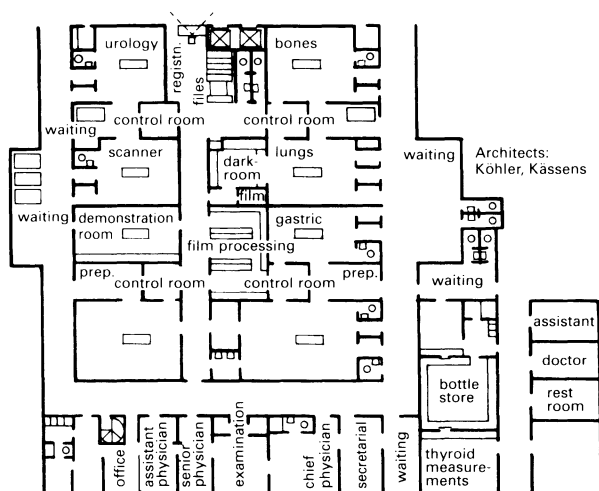 urology
registn.
files
bones
waiting
control room
control room
scanner
dark-
room
film
lungs
waiting
Architects:
Köhler, Kässens
waiting
demonstration
room
gastric
film processing
prep.
control room
control room
prep.
waiting
assistant
doctor
rest
room
bottle
store
office
assistant
physician
senior
physician
examination
chief
physician
secretarial
waiting
thyroid
measure-
ments